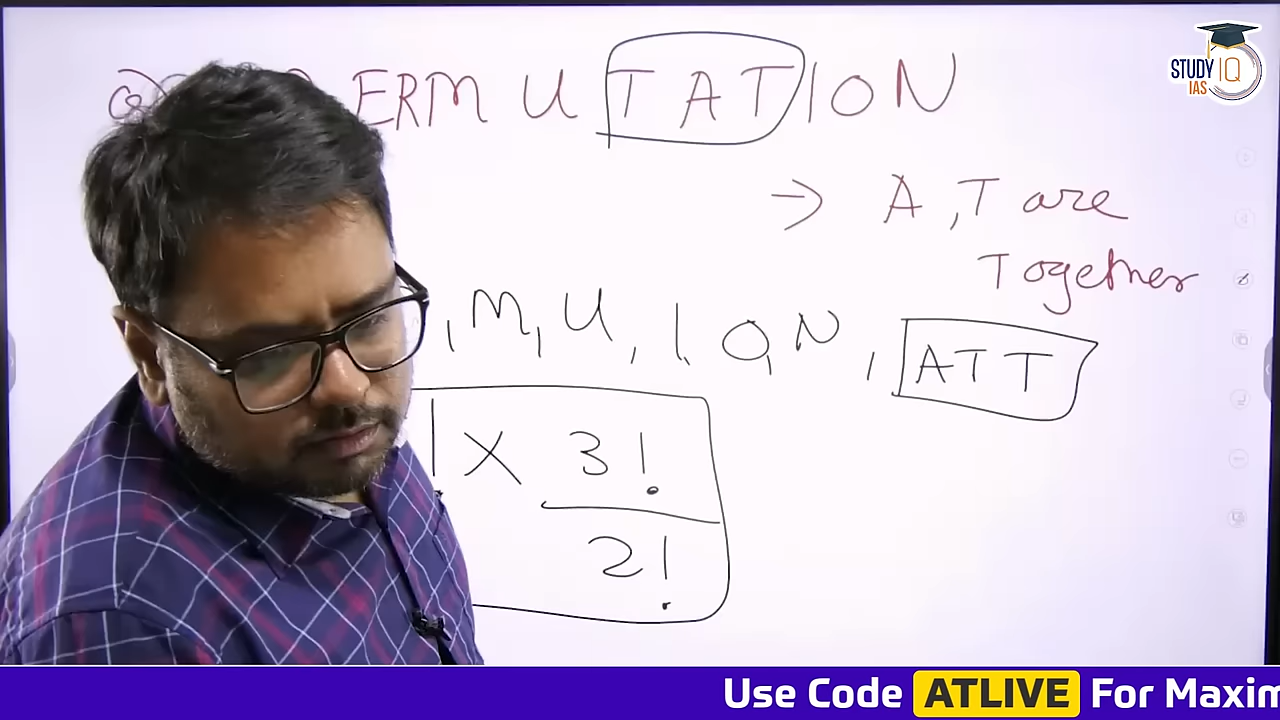 ERMUTATION
STUDY IQ
IAS
→ A, T are
Together
, M, U, I, O, N, ATT
! × 3!
2!
Use Code ATLIVE For Maxim